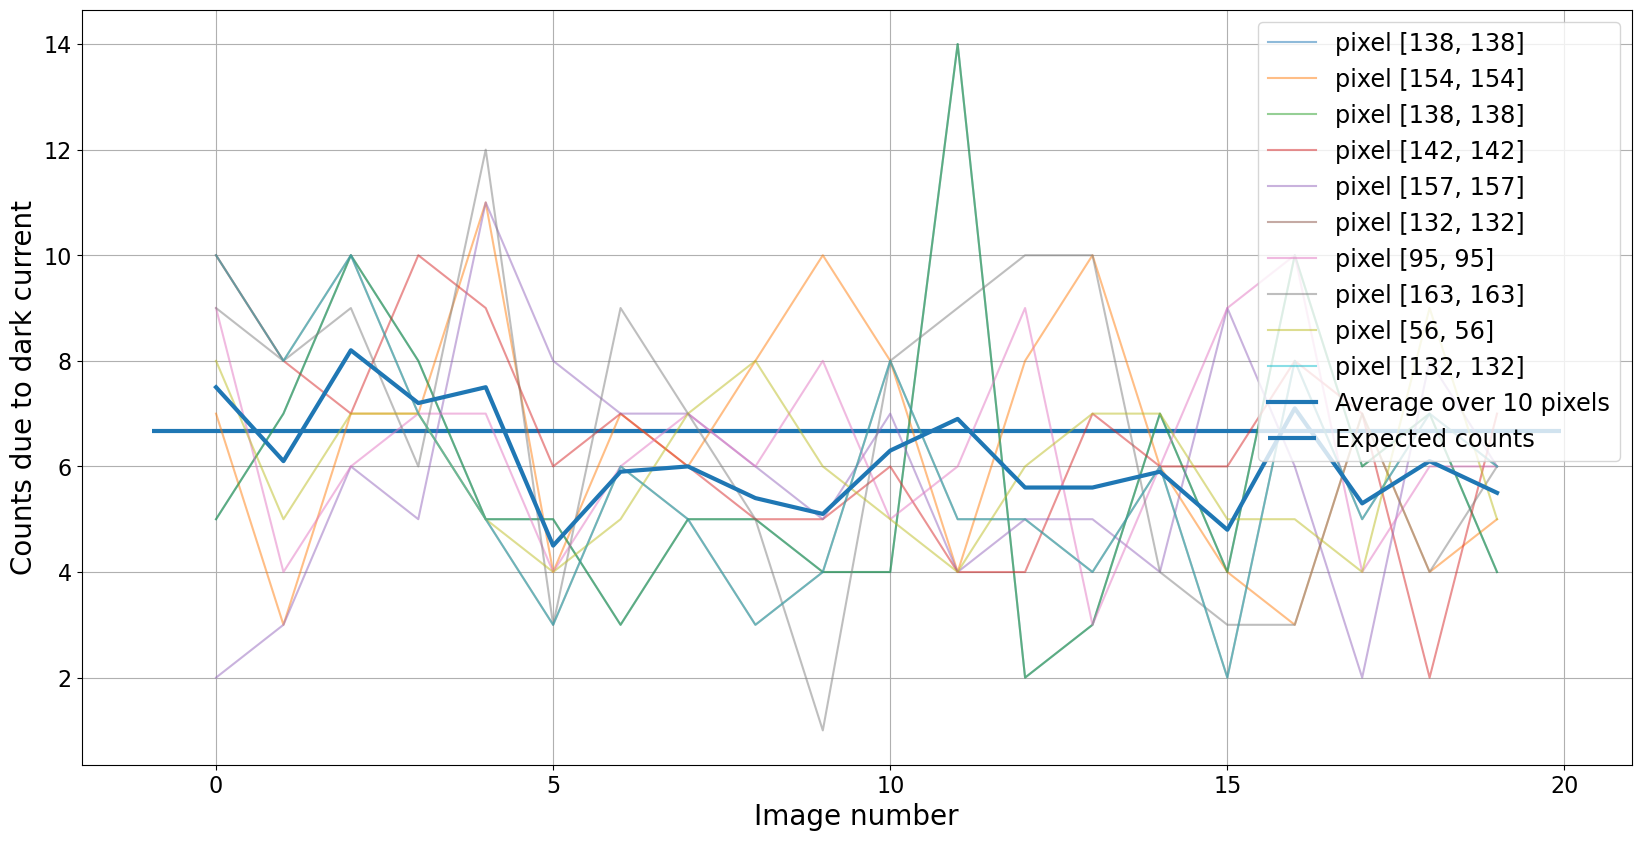 14
12
10
8
6
4
2
Counts due to dark current
0
5
10
15
20
Image number
pixel [138, 138]
pixel [154, 154]
pixel [138, 138]
pixel [142, 142]
pixel [157, 157]
pixel [132, 132]
pixel [95, 95]
pixel [163, 163]
pixel [56, 56]
pixel [132, 132]
Average over 10 pixels
Expected counts